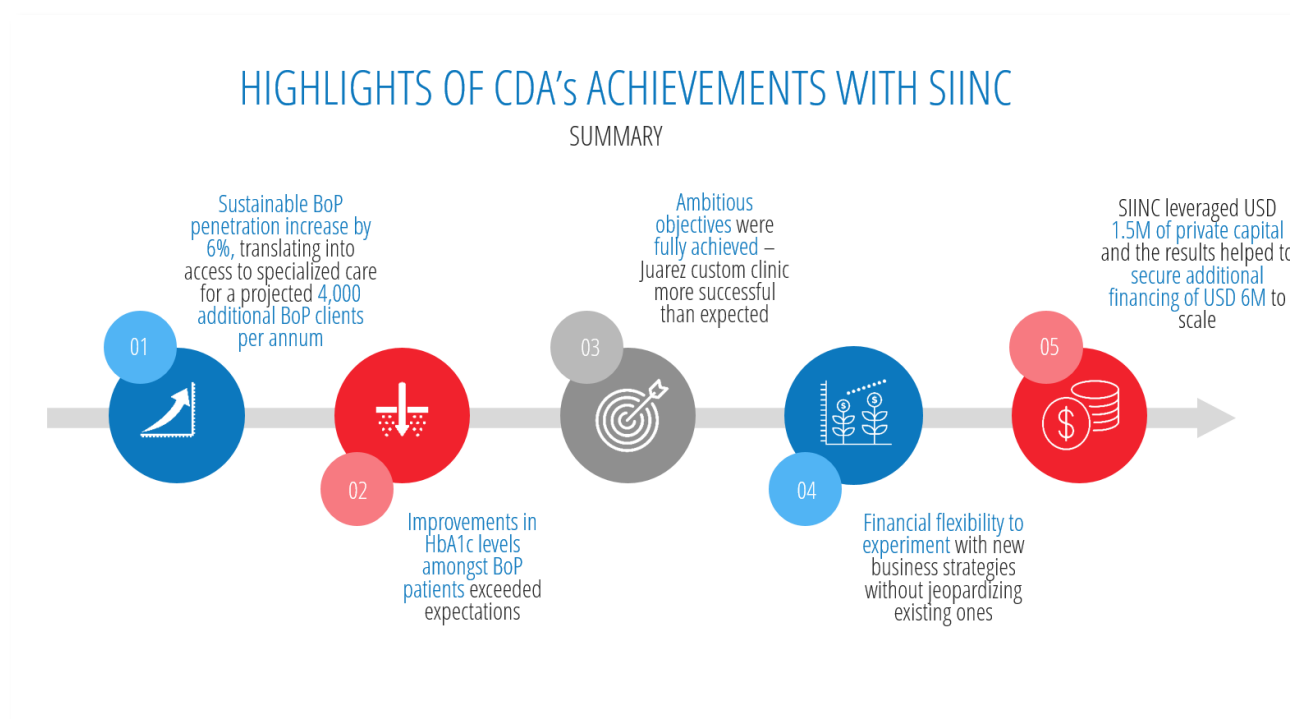 HIGHLIGHTS OF CDA's ACHIEVEMENTS WITH SIINC
SUMMARY
01
Sustainable BoP
penetration increase by
6%, translating into
access to specialized care
for a projected 4,000
additional BoP clients
per annum
02
Improvements in
HbA1c levels
amongst BoP
patients exceeded
expectations
03
Ambitious
objectives were
fully achieved –
Juarez custom clinic
more successful
than expected
04
Financial flexibility to
experiment with new
business strategies
without jeopardizing
existing ones
05
SIINC leveraged USD
1.5M of private capital
and the results helped to
secure additional
financing of USD 6M to
scale